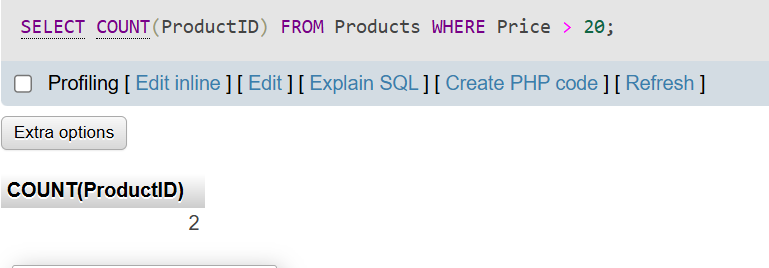 SELECT COUNT(ProductID) FROM Products WHERE Price > 20;
Profiling [ Edit inline ] [ Edit ] [ Explain SQL ] [ Create PHP code ] [ Refresh ]
Extra options
COUNT(ProductID)
2